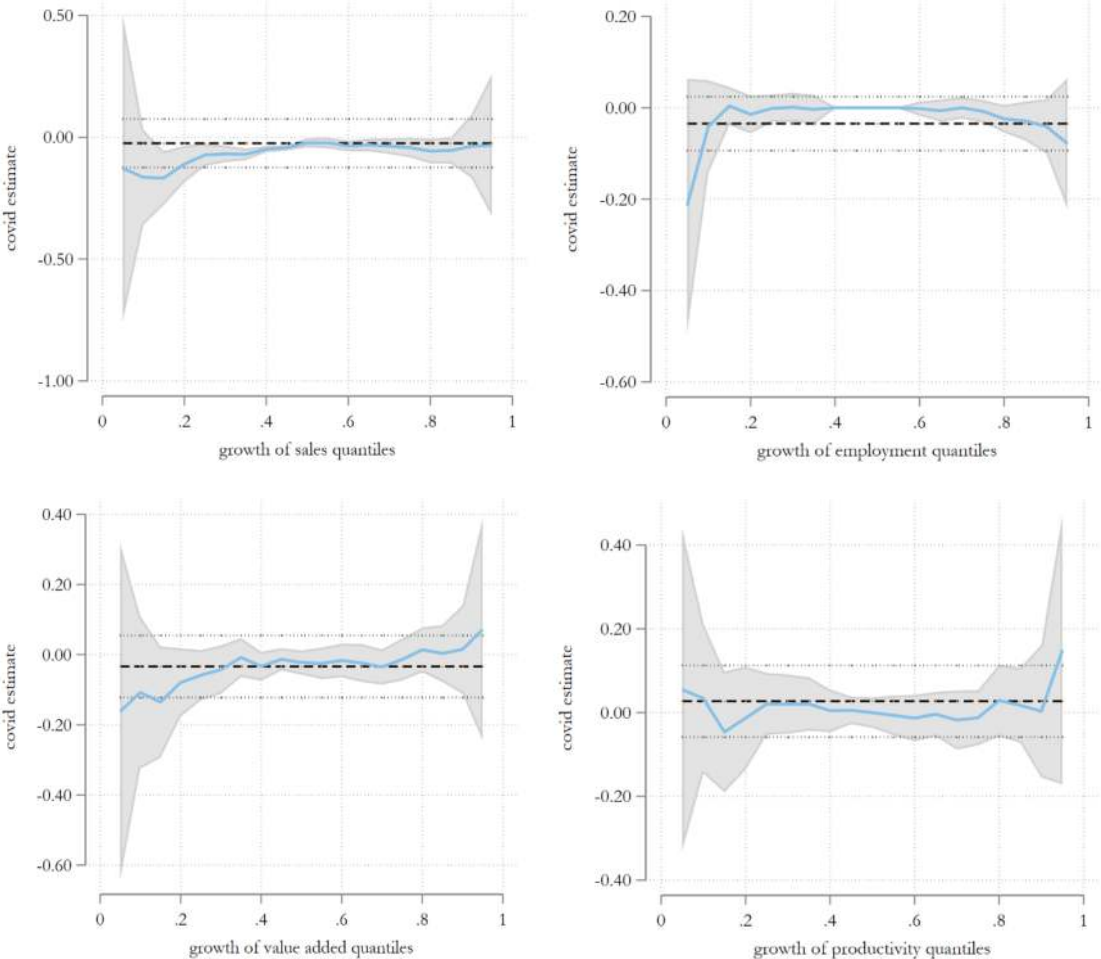 0.50
0.00
-0.50
-1.00
covid estimate
0 .2 .4 .6 .8 1
growth of sales quantiles
0.20
0.00
-0.20
-0.40
-0.60
covid estimate
0 .2 .4 .6 .8 1
growth of employment quantiles
0.40
0.20
0.00
-0.20
-0.40
-0.60
covid estimate
0 .2 .4 .6 .8 1
growth of value added quantiles
0.40
0.20
0.00
-0.20
-0.40
covid estimate
0 .2 .4 .6 .8 1
growth of productivity quantiles